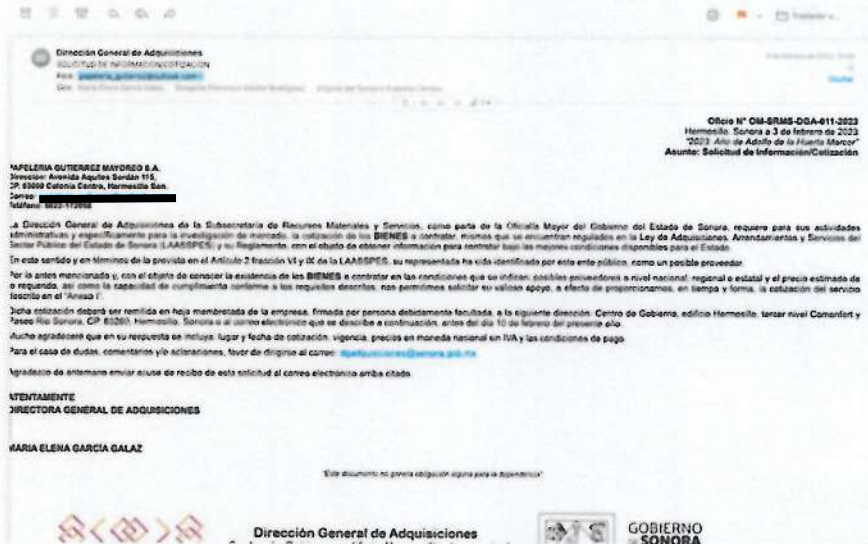 Dirección General de Adquisiciones
SOLICITUD DE INFORMACIÓN/COTIZACIÓN
Para:
Oficio N° OM-SRMS-DGA-011-2023
Hermosillo, Sonora a 3 de febrero de 2023
"2023: Año de Adolfo de la Huerta Marcor"
Asunto: Solicitud de Información/Cotización
PAPELERIA GUTIERREZ MAYOREO S.A.
Dirección: Avenida Aquiles Serdán 115,
CP. Colonia Centro, Hermosillo Son.
Correo:
Teléfono:
La Dirección General de Adquisiciones de la Subsecretaría de Recursos Materiales y Servicios, como parte de la Oficialía Mayor del Gobierno del Estado de Sonora, requiere para sus actividades
administrativas y específicamente para la investigación de mercado, la cotización de los BIENES a contratar, mismos que se encuentran regulados en la Ley de Adquisiciones, Arrendamientos y Servicios del
Sector Público del Estado de Sonora (LAASSPES) y su Reglamento, con el objeto de obtener información para contratar bajo las mejores condiciones disponibles para el Estado.
En este sentido y en términos de lo previsto en el Artículo 2 fracción VI y IX de la LAASSPES, su representada ha sido identificada por este ente público, como un posible proveedor.
Por lo antes mencionado y, con el objeto de conocer la existencia de los BIENES a contratar en las condiciones que se indican; posibles proveedores a nivel nacional, regional o estatal y el precio estimado de
lo requerido, así como la capacidad de cumplimiento conforme a los requisitos descritos, nos permitimos solicitar su valioso apoyo, a efecto de proporcionarnos, en tiempo y forma, la cotización del servicio
descrito en el "Anexo I".
Dicha cotización deberá ser remitida en hoja membretada de la empresa, firmada por persona debidamente facultada, a la siguiente dirección: Centro de Gobierno, edificio Hermosillo, tercer nivel Comonfort y
Paseo Río Sonora, CP. Hermosillo, Sonora o al correo electrónico que se describe a continuación, antes del día 10 de febrero del presente año.
Mucho agradeceré que en su respuesta se incluya: lugar y fecha de cotización, vigencia, precios en moneda nacional sin IVA y las condiciones de pago.
Para el caso de dudas, comentarios y/o aclaraciones, favor de dirigirse al correo: dgadquisiciones@sonora.gob.mx
Agradezco de antemano enviar acuse de recibo de esta solicitud al correo electrónico arriba citado.
ATENTAMENTE
DIRECTORA GENERAL DE ADQUISICIONES
MARIA ELENA GARCÍA GALAZ
"Este documento no genera obligación alguna para la dependencia"
Dirección General de Adquisiciones
GOBIERNO
SONORA